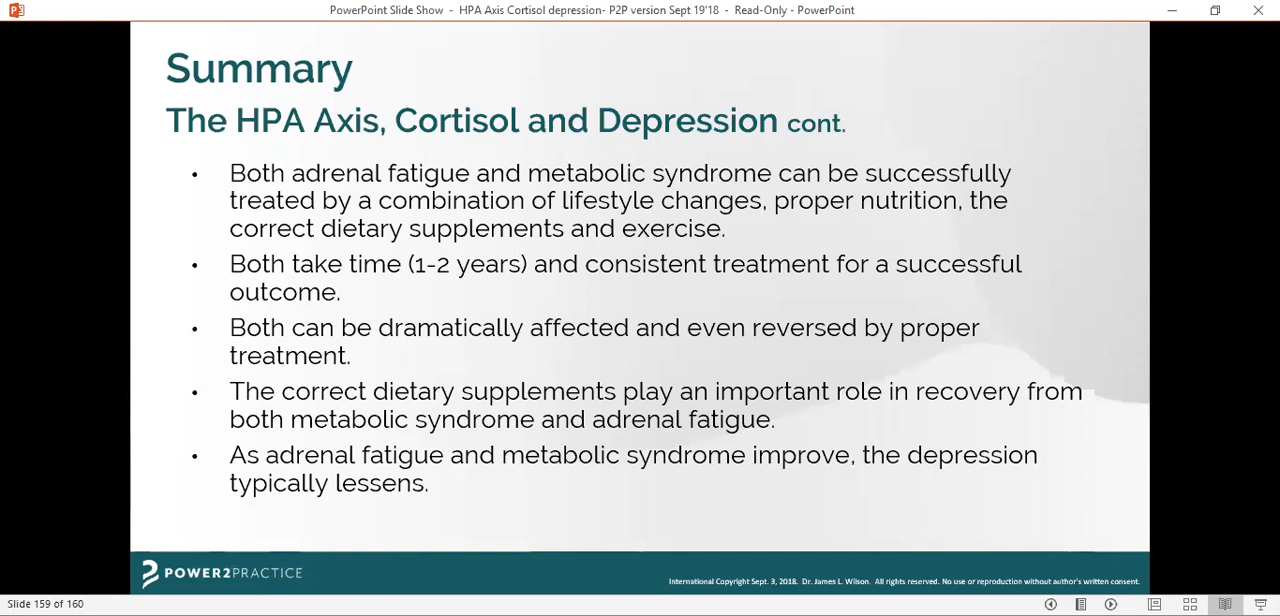 PowerPoint Slide Show - HPA Axis Cortisol depression- P2P version Sept 19'18 - Read-Only - PowerPoint
Summary
The HPA Axis, Cortisol and Depression cont.
• Both adrenal fatigue and metabolic syndrome can be successfully
treated by a combination of lifestyle changes, proper nutrition, the
correct dietary supplements and exercise.
• Both take time (1-2 years) and consistent treatment for a successful
outcome.
• Both can be dramatically affected and even reversed by proper
treatment.
• The correct dietary supplements play an important role in recovery from
both metabolic syndrome and adrenal fatigue.
• As adrenal fatigue and metabolic syndrome improve, the depression
typically lessens.
POWER2PRACTICE
International Copyright Sept. 3, 2018. Dr. James L. Wilson. All rights reserved. No use or reproduction without author's written consent.
Slide 159 of 160